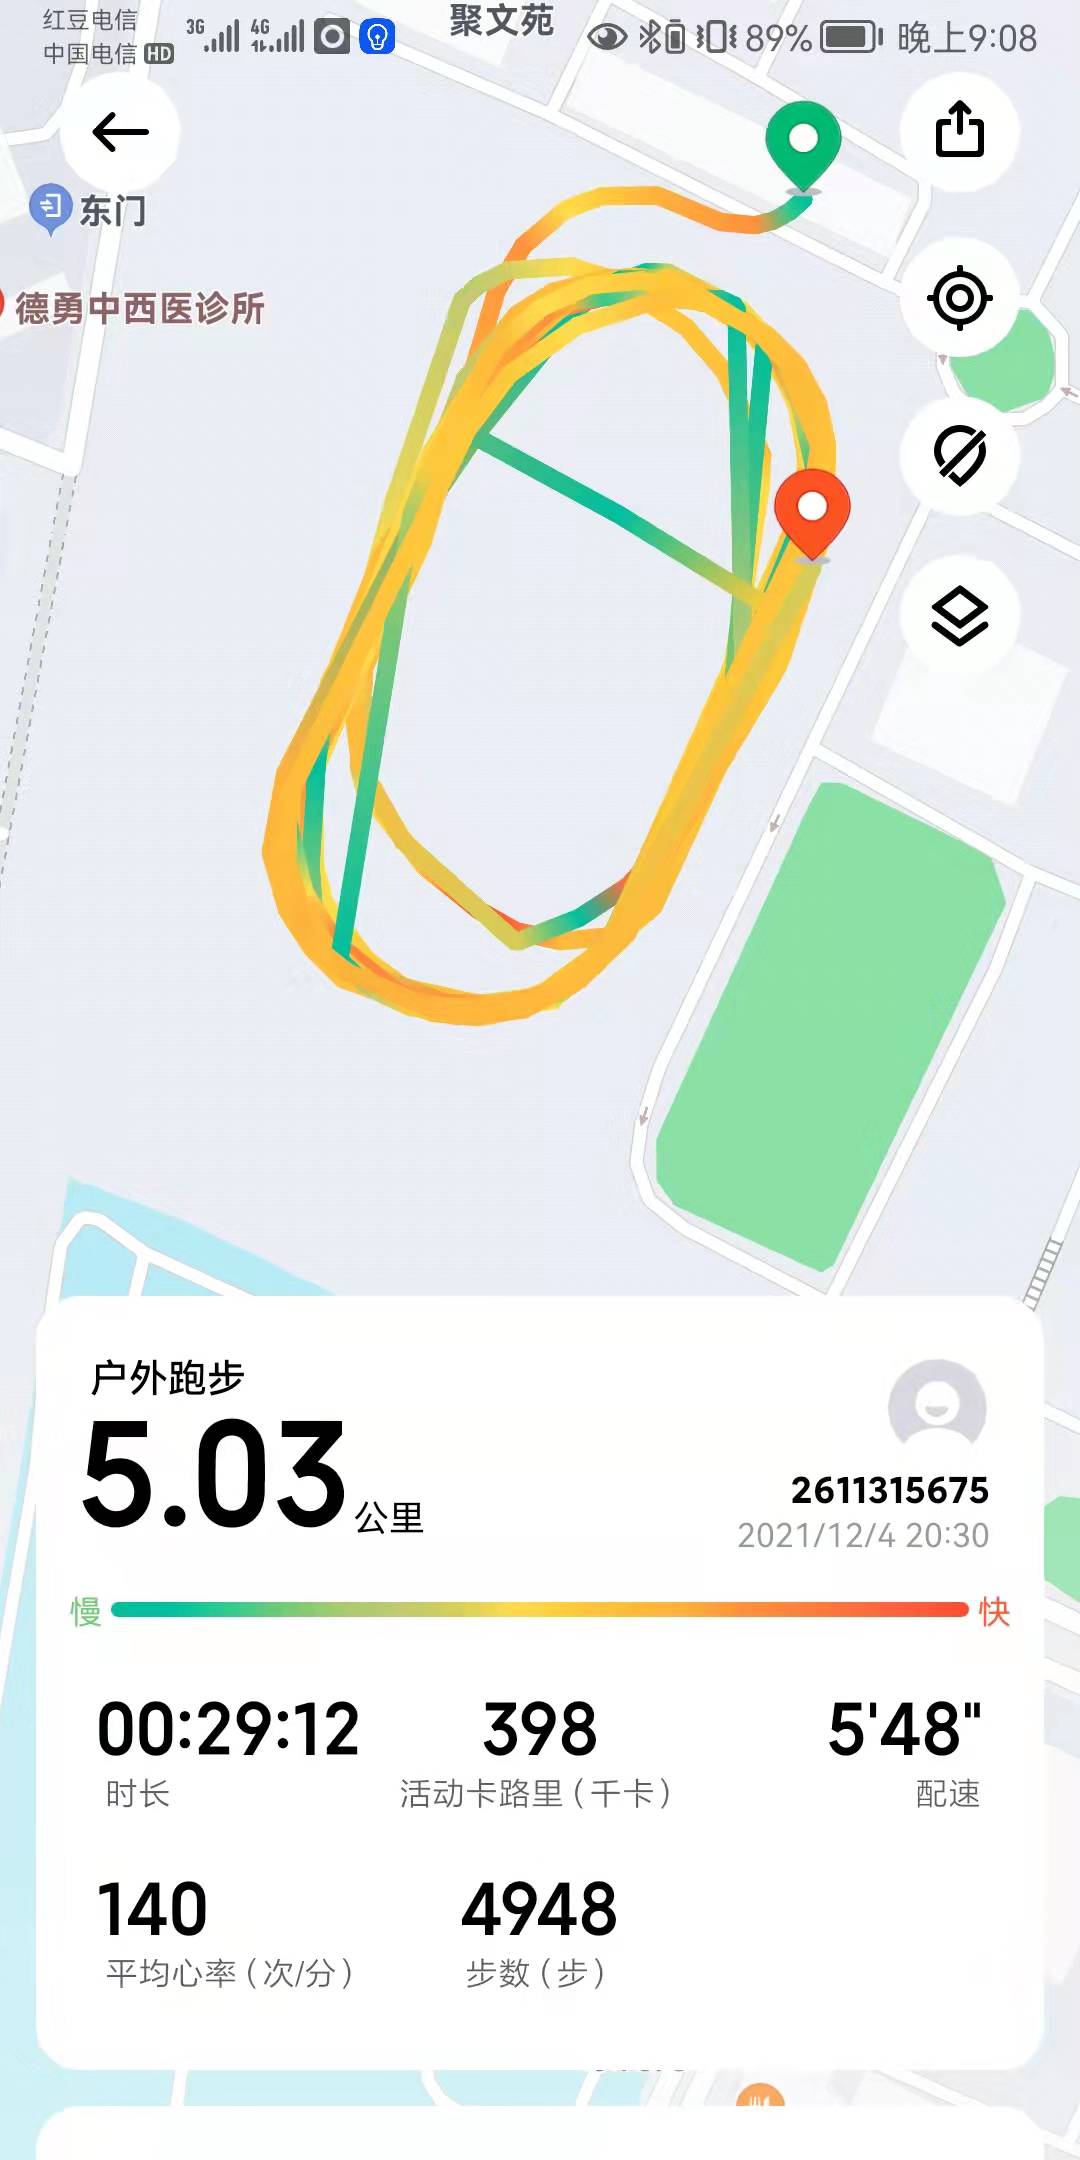 红豆电信
中国电信 HD
3G
4G
聚文苑
89%
晚上9:08
东门
德勇中西医诊所
户外跑步
5.03公里
2611315675
2021/12/4 20:30
慢
快
00:29:12
398
5'48"
时长
活动卡路里（千卡）
配速
140
4948
平均心率（次/分）
步数（步）